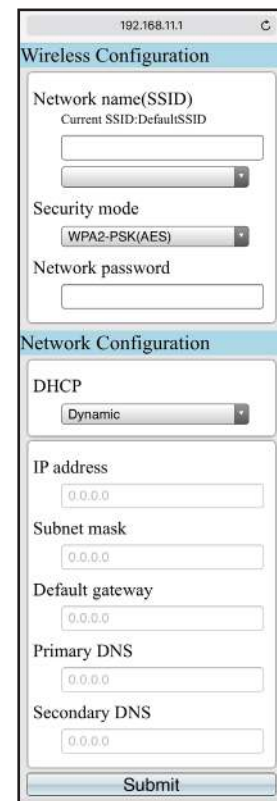 192.168.11.1
Wireless Configuration
Network name(SSID)
Current SSID:DefaultSSID
Security mode
WPA2-PSK(AES)
Network password
Network Configuration
DHCP
Dynamic
IP address
0.0.0.0
Subnet mask
0.0.0.0
Default gateway
0.0.0.0
Primary DNS
0.0.0.0
Secondary DNS
0.0.0.0
Submit